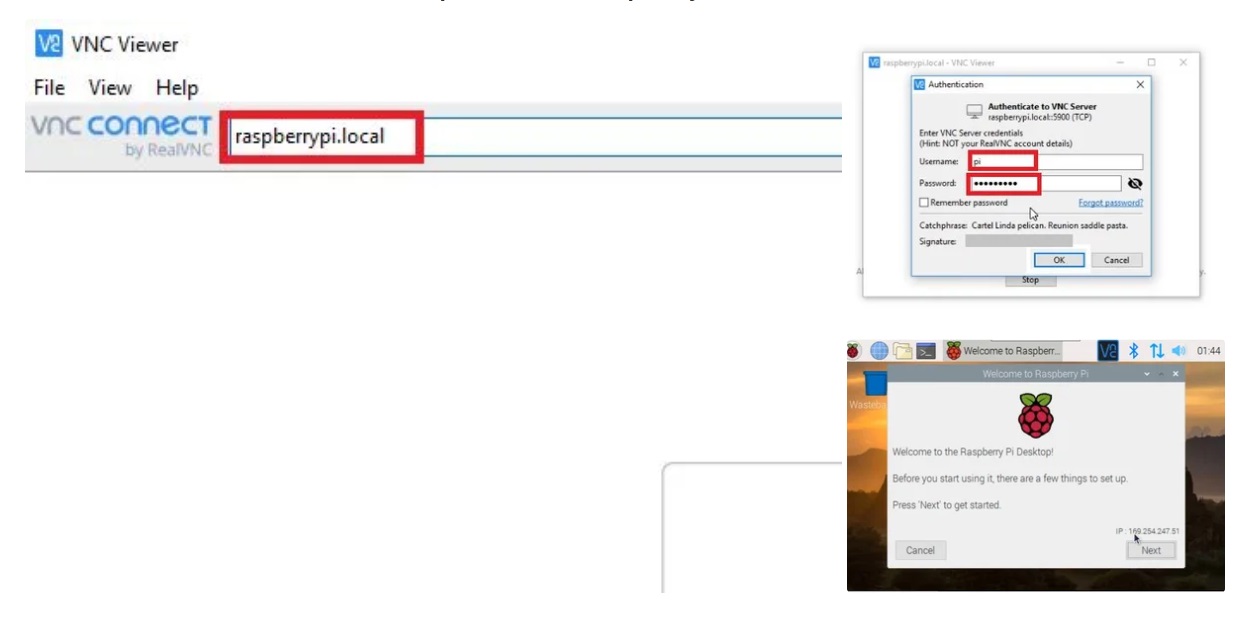 VNC Viewer
File View Help
VNC CONNECT
by RealVNC
raspberrypi.local
raspberrypi.local - VNC Viewer
Authentication
Authenticate to VNC Server
raspberrypi.local::5900 (TCP)
Enter VNC Server credentials
(Hint: NOT your RealVNC account details)
Username: pi
Password: •••••••••
Remember password Forgot password?
Catchphrase: Cartel Linda pelican. Reunion saddle pasta.
Signature:
OK Cancel
Stop
Welcome to Raspberr... 01:44
Welcome to Raspberry Pi
Welcome to the Raspberry Pi Desktop!
Before you start using it, there are a few things to set up.
Press 'Next' to get started.
IP : 169.254.247.51
Cancel Next